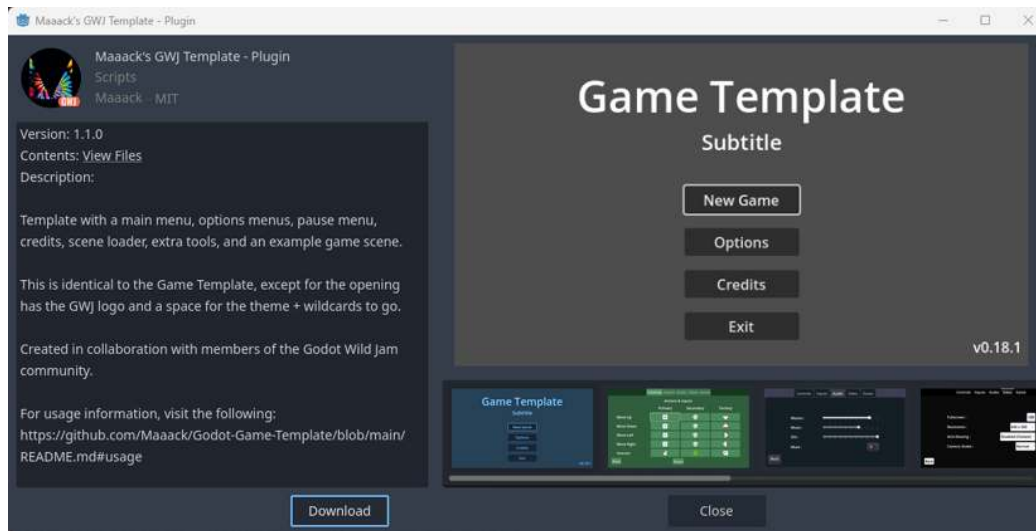 Maaack's GWJ Template - Plugin
Maaack's GWJ Template - Plugin
Scripts
Maaack - MIT
GWJ
Version: 1.1.0
Contents: View Files
Description:
Template with a main menu, options menus, pause menu,
credits, scene loader, extra tools, and an example game scene.
This is identical to the Game Template, except for the opening
has the GWJ logo and a space for the theme + wildcards to go.
Created in collaboration with members of the Godot Wild Jam
community.
For usage information, visit the following:
https://github.com/Maaack/Godot-Game-Template/blob/main/
README.md#usage
Game Template
Subtitle
New Game
Options
Credits
Exit
v0.18.1
Game Template
Subtitle
Download
Close